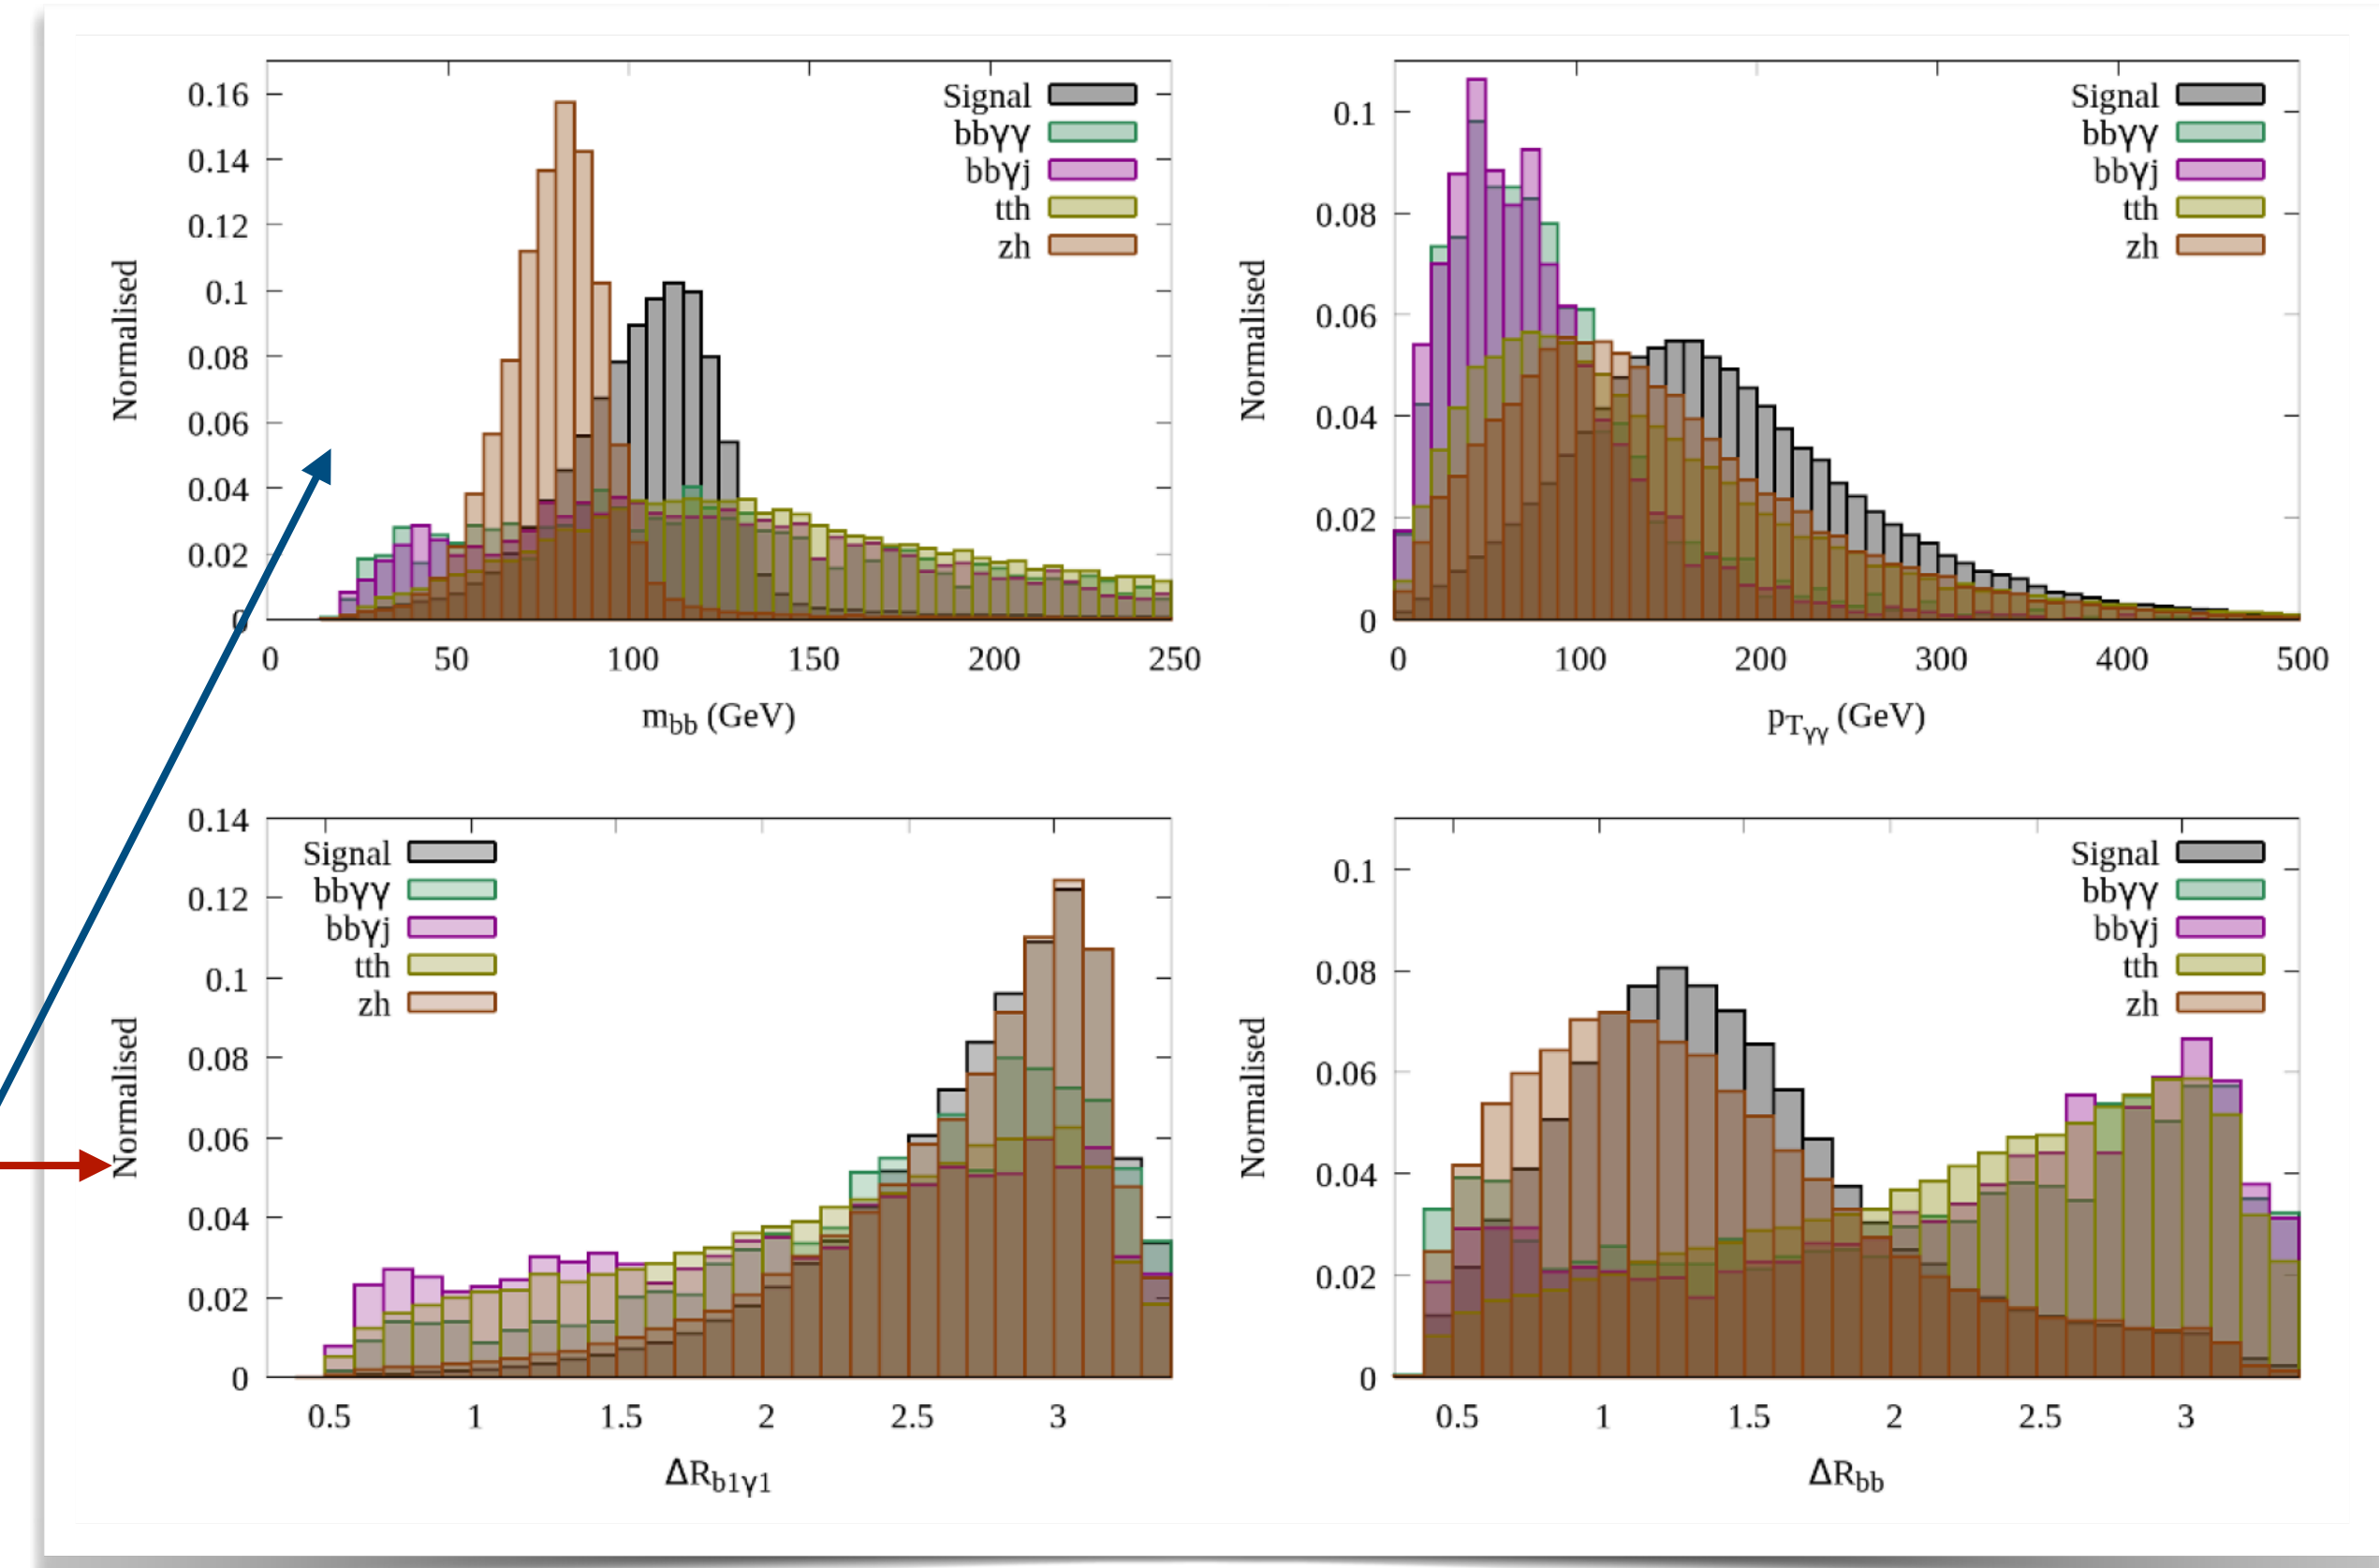 0.16
0.14
0.12
0.1
0.08
0.06
0.04
0.02
0
Normalised
Signal
bbγγ
bbγj
tth
zh
0 50 100 150 200 250
m_bb (GeV)
0.1
0.08
0.06
0.04
0.02
0
Normalised
Signal
bbγγ
bbγj
tth
zh
0 100 200 300 400 500
p_Tγγ (GeV)
0.14
0.12
0.1
0.08
0.06
0.04
0.02
0
Normalised
Signal
bbγγ
bbγj
tth
zh
0.5 1 1.5 2 2.5 3
ΔR_b1γ1
0.1
0.08
0.06
0.04
0.02
0
Normalised
Signal
bbγγ
bbγj
tth
zh
0.5 1 1.5 2 2.5 3
ΔR_bb